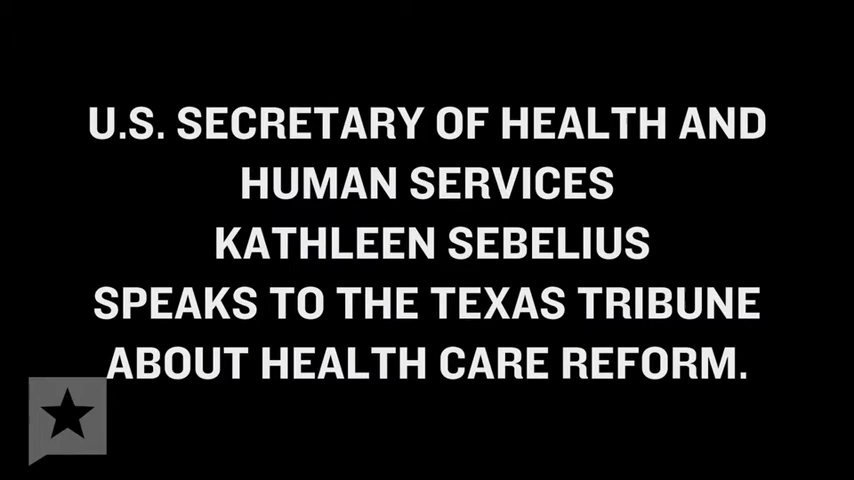 U.S. SECRETARY OF HEALTH AND
HUMAN SERVICES
KATHLEEN SEBELIUS
SPEAKS TO THE TEXAS TRIBUNE
ABOUT HEALTH CARE REFORM.